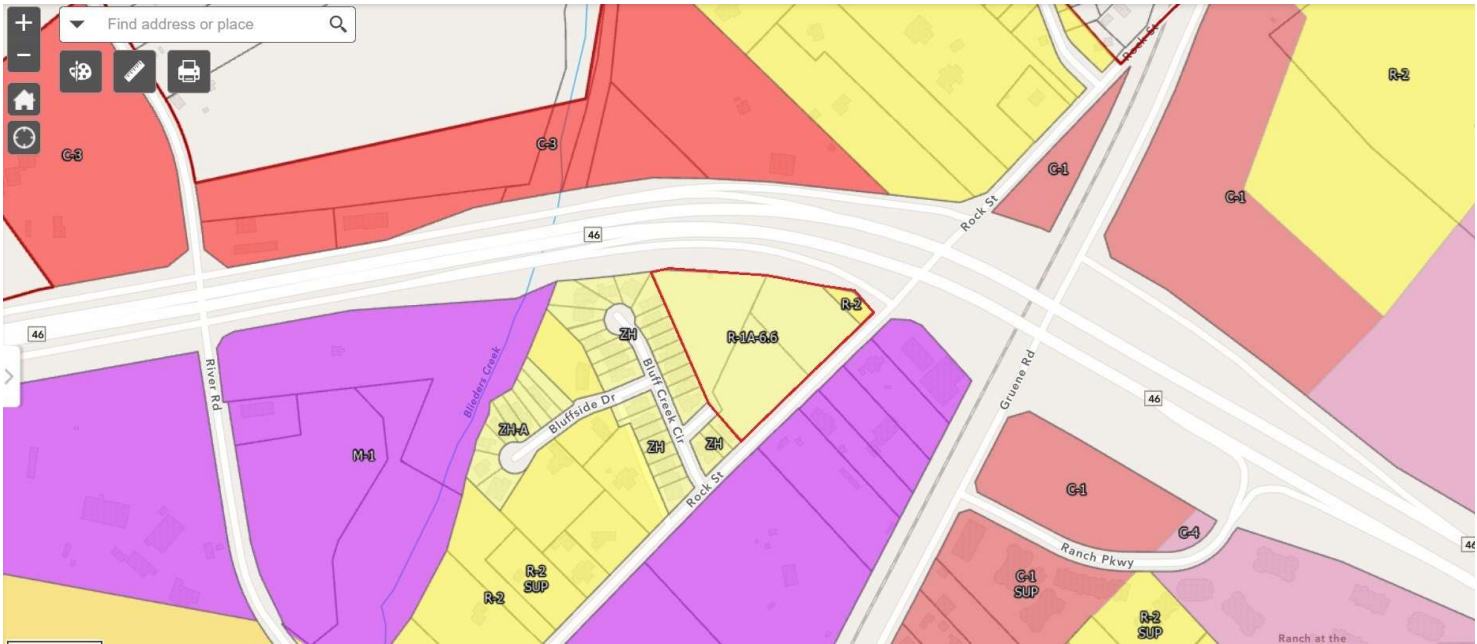 +
Find address or place
−
Rock St
R-2
C-3
C-3
C-1
C-1
Rock St
46
46
R-2
R-1A-6.6
ZH
River Rd
Blieders Creek
Bluff Creek Cir
Bluffside Dr
Gruene Rd
46
ZH-A
ZH
ZH
M-1
Rock St
C-1
C-4
46
Ranch Pkwy
R-2
SUP
R-2
C-1
SUP
R-2
SUP
Ranch at the